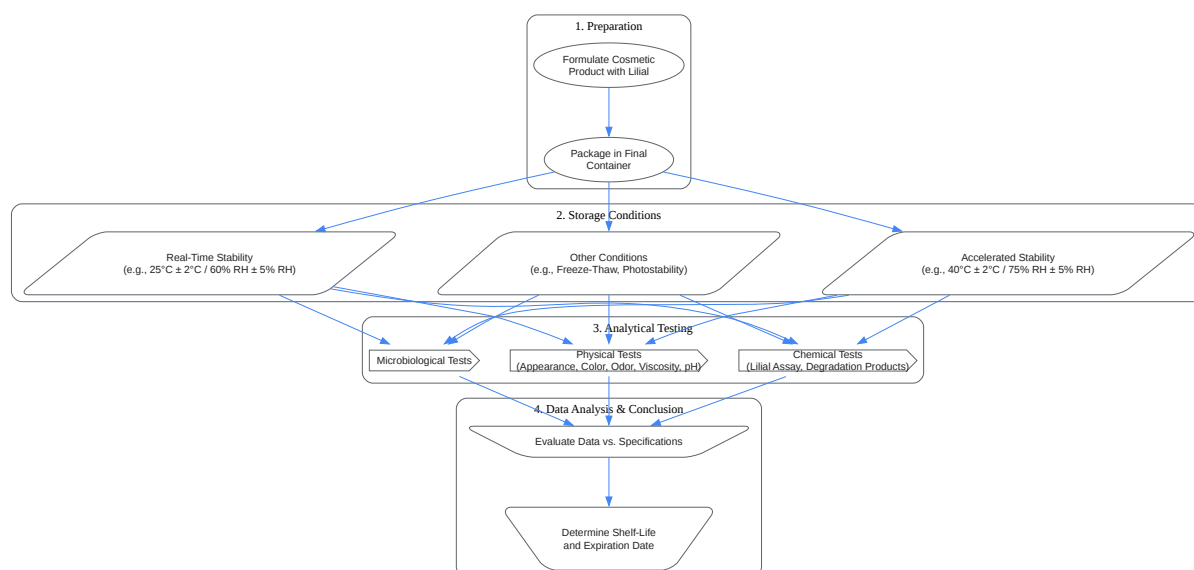 1. Preparation
Formulate Cosmetic
Product with Lilial
Package in Final
Container
2. Storage Conditions
Real-Time Stability
(e.g., 25°C ± 2°C / 60% RH ± 5% RH)
Other Conditions
(e.g., Freeze-Thaw, Photostability)
Accelerated Stability
(e.g., 40°C ± 2°C / 75% RH ± 5% RH)
3. Analytical Testing
Microbiological Tests
Physical Tests
(Appearance, Color, Odor, Viscosity, pH)
Chemical Tests
(Lilial Assay, Degradation Products)
4. Data Analysis & Conclusion
Evaluate Data vs. Specifications
Determine Shelf-Life
and Expiration Date